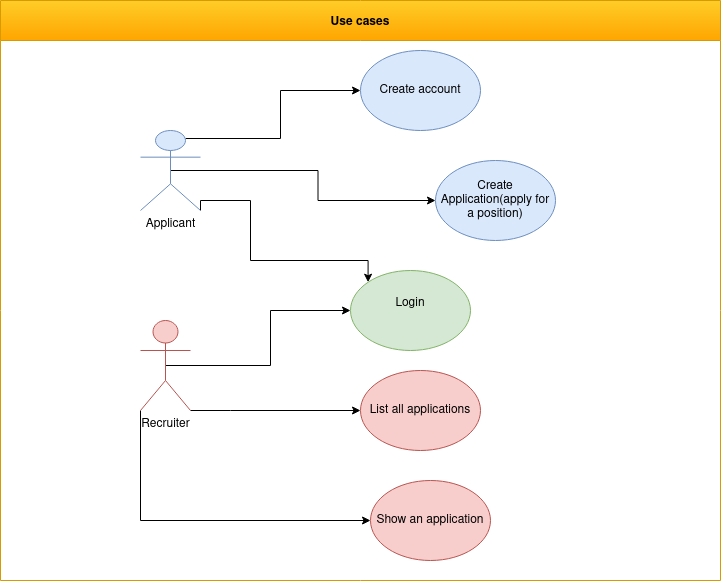 Use cases
Create account
Create
Application(apply for
a position)
Applicant
Login
List all applications
Recruiter
Show an application